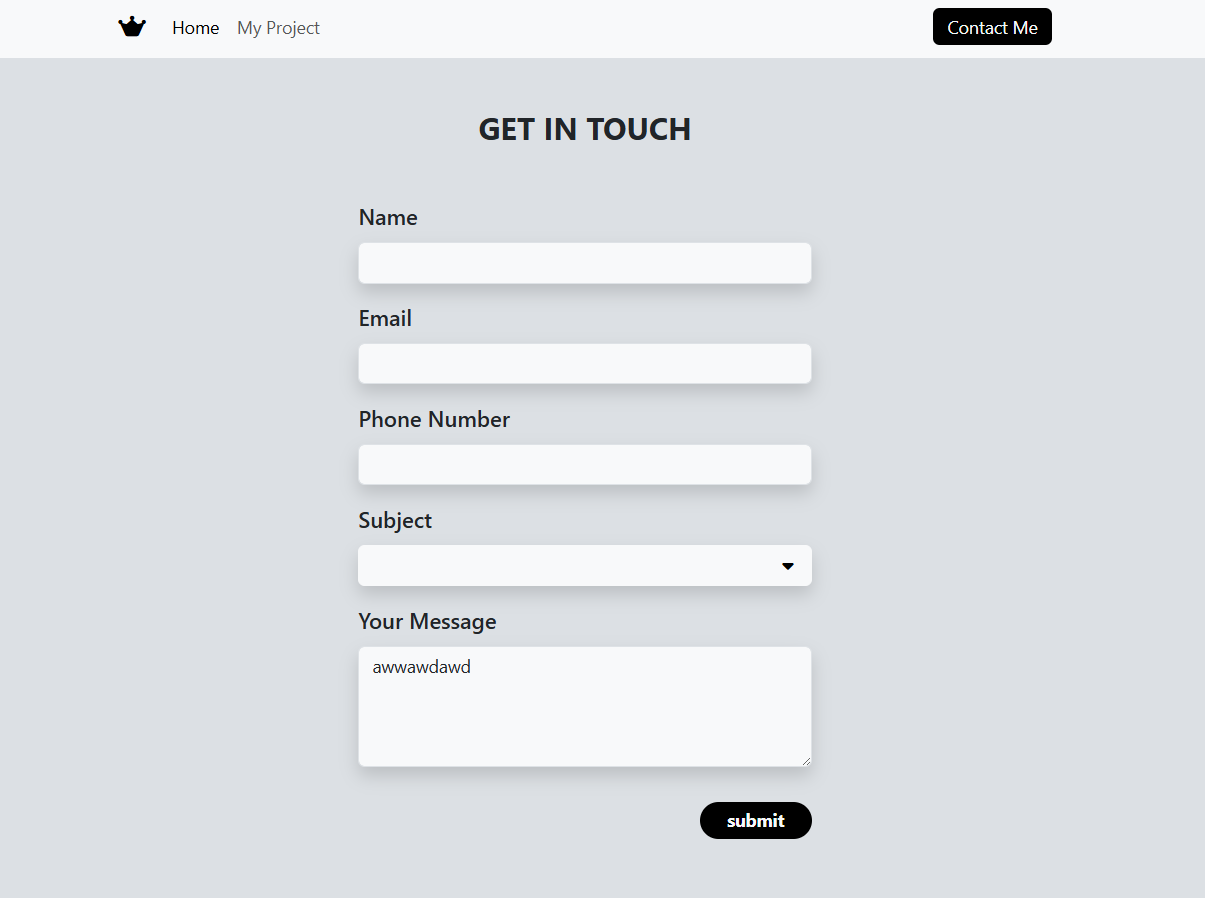 Home My Project Contact Me
GET IN TOUCH
Name
Email
Phone Number
Subject
Your Message
awwawdawd
submit